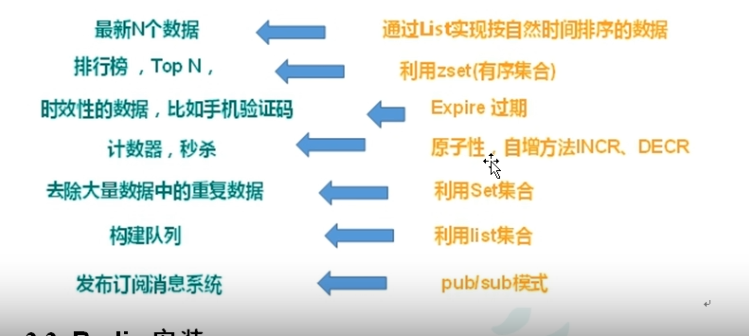 最新N个数据 通过List实现按自然时间排序的数据
排行榜，Top N， 利用zset(有序集合)
时效性的数据，比如手机验证码 Expire 过期
计数器，秒杀 原子性，自增方法INCR、DECR
去除大量数据中的重复数据 利用Set集合
构建队列 利用list集合
发布订阅消息系统 pub/sub模式